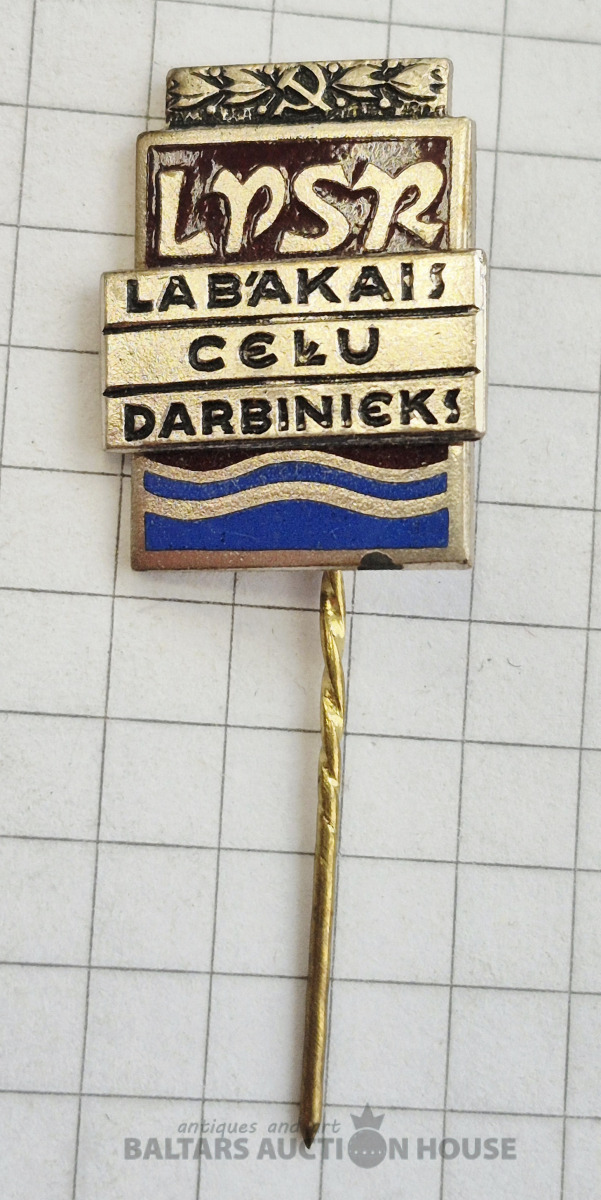 LPSR
LABĀKAIS
CEĻU
DARBINIEKS
antiques and art
BALTARS AUCTION HOUSE